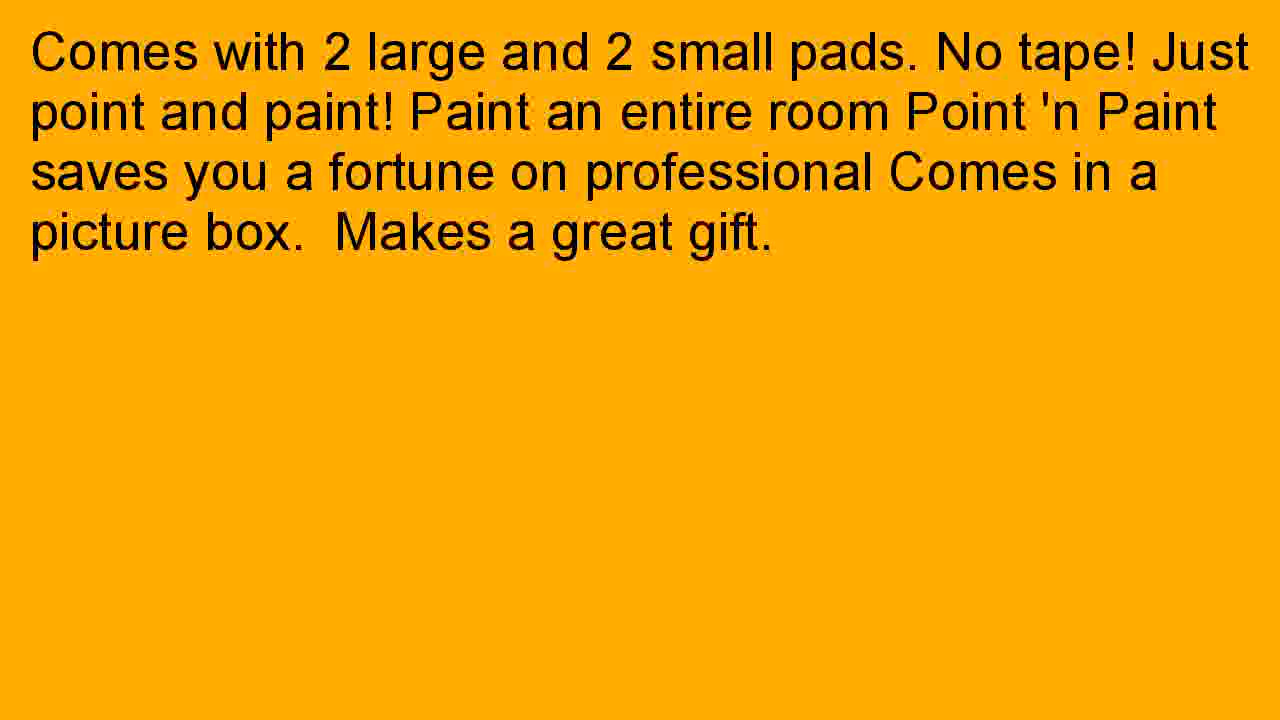 Comes with 2 large and 2 small pads. No tape! Just
point and paint! Paint an entire room Point 'n Paint
saves you a fortune on professional Comes in a
picture box.  Makes a great gift.